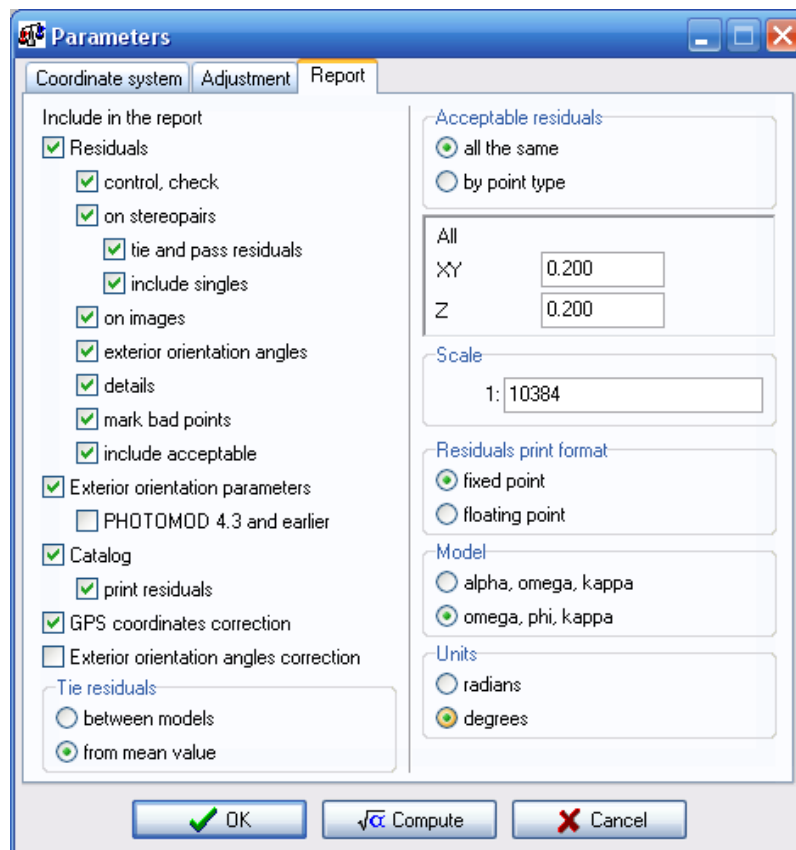 Parameters
Coordinate system
Adjustment
Report
Include in the report
Residuals
control, check
on stereopairs
tie and pass residuals
include singles
on images
exterior orientation angles
details
mark bad points
include acceptable
Exterior orientation parameters
PHOTOMOD 4.3 and earlier
Catalog
print residuals
GPS coordinates correction
Exterior orientation angles correction
Tie residuals
between models
from mean value
Acceptable residuals
all the same
by point type
All
XY 0.200
Z 0.200
Scale
1: 10384
Residuals print format
fixed point
floating point
Model
alpha, omega, kappa
omega, phi, kappa
Units
radians
degrees
OK
√α Compute
Cancel